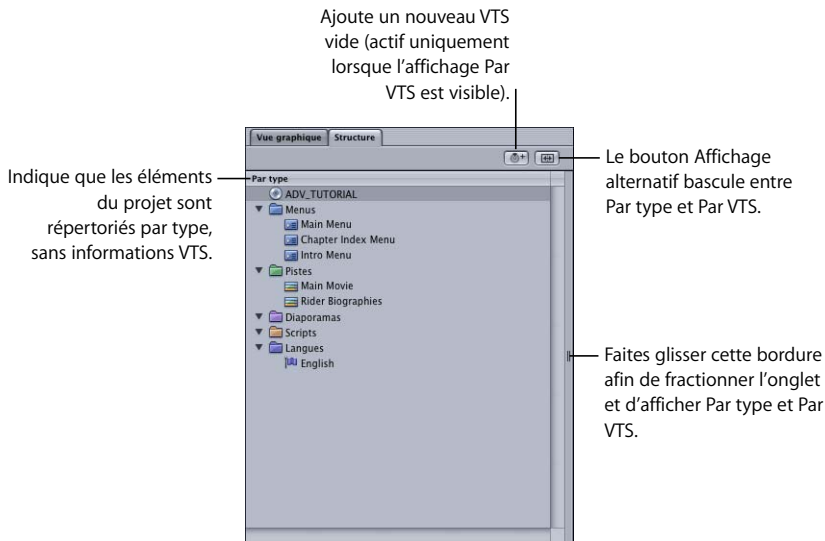 Ajoute un nouveau VTS
vide (actif uniquement
lorsque l'affichage Par
VTS est visible).
Vue graphique
Structure
Le bouton Affichage
alternatif bascule entre
Par type et Par VTS.
Indique que les éléments
du projet sont
répertoriés par type,
sans informations VTS.
Par type
ADV_TUTORIAL
Menus
Main Menu
Chapter Index Menu
Intro Menu
Pistes
Main Movie
Rider Biographies
Diaporamas
Scripts
Langues
English
Faites glisser cette bordure
afin de fractionner l'onglet
et d'afficher Par type et Par
VTS.